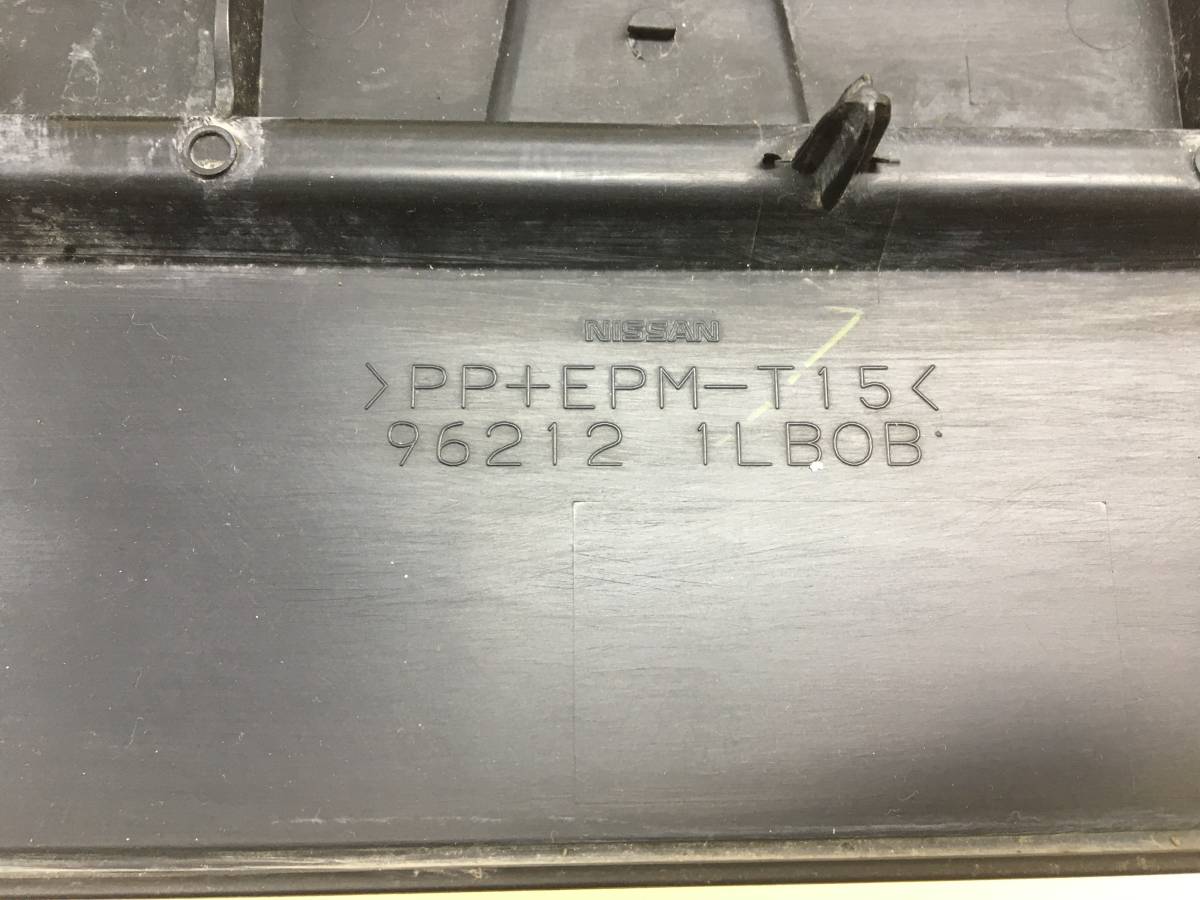 NISSAN
>PP+EPM-T15<
96212 1LB0B